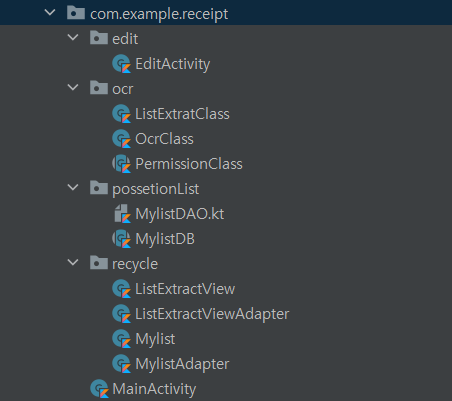 com.example.receipt
edit
EditActivity
ocr
ListExtratClass
OcrClass
PermissionClass
possetionList
MylistDAO.kt
MylistDB
recycle
ListExtractView
ListExtractViewAdapter
Mylist
MylistAdapter
MainActivity